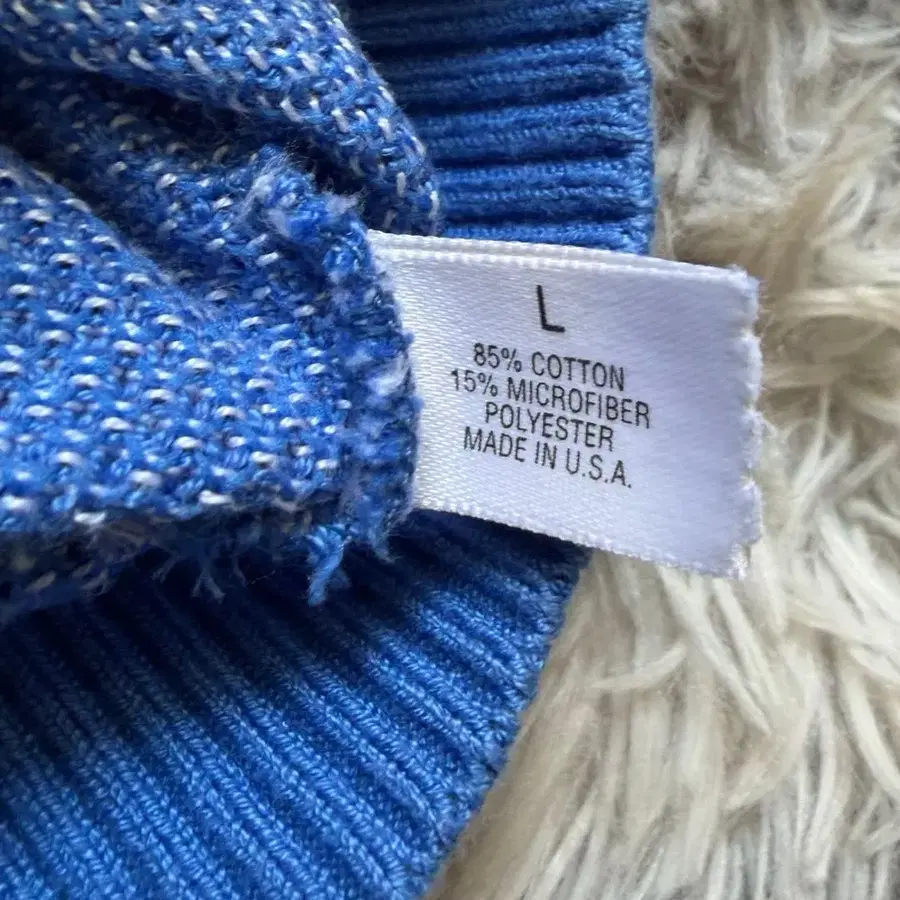 L
85% COTTON
15% MICROFIBER
POLYESTER
MADE IN U.S.A.